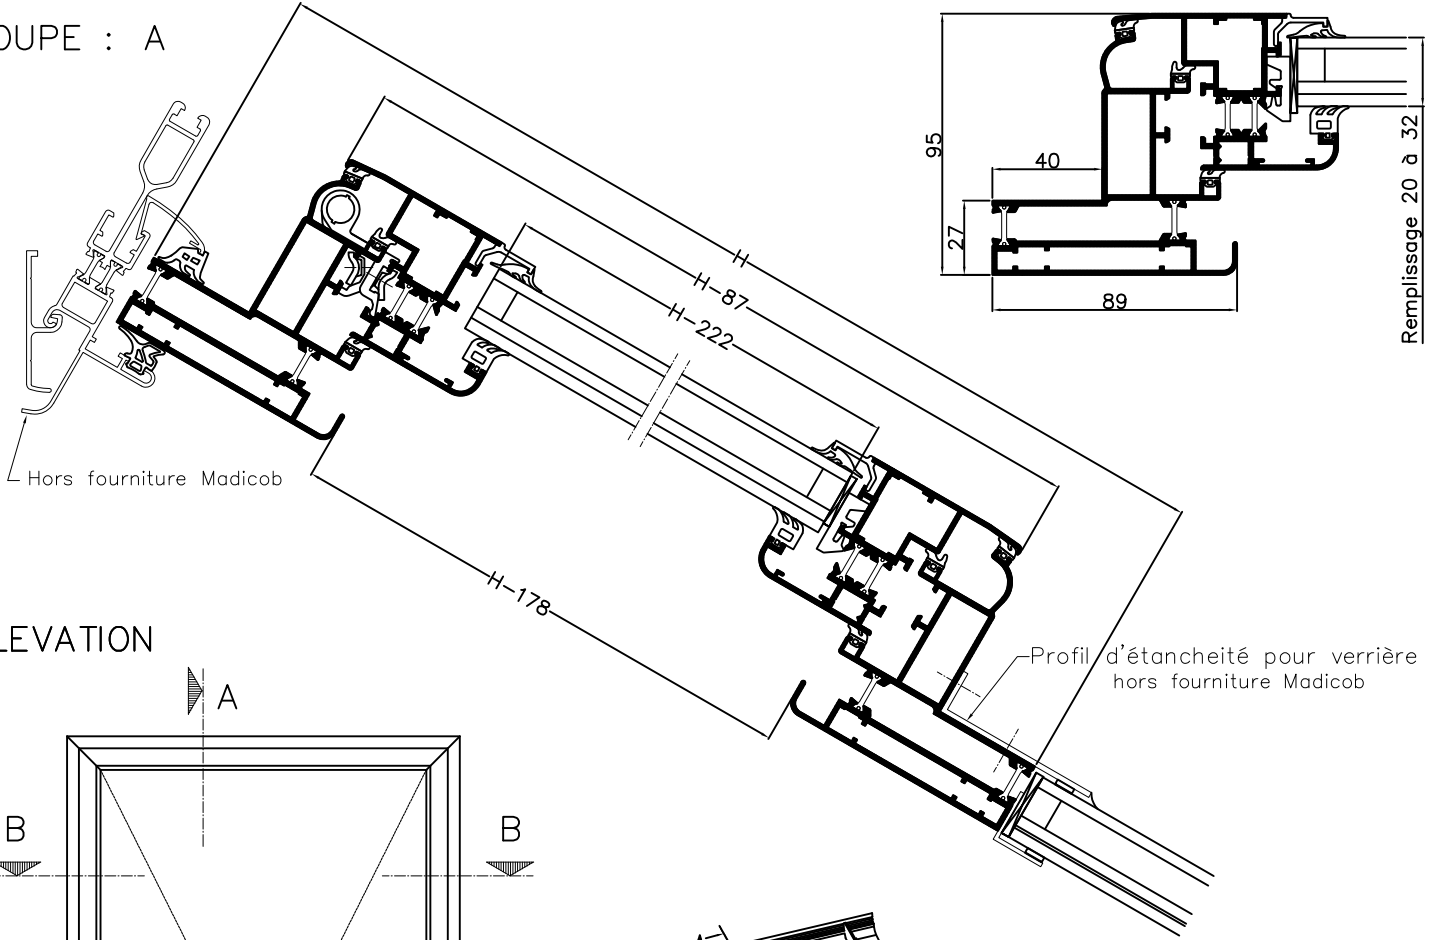 OUPE : A
95
40
27
89
Remplissage 20 à 32
H
H-87
H-222
Hors fourniture Madicob
H-178
Profil d'étancheité pour verrière
hors fourniture Madicob
LEVATION
A
B
B